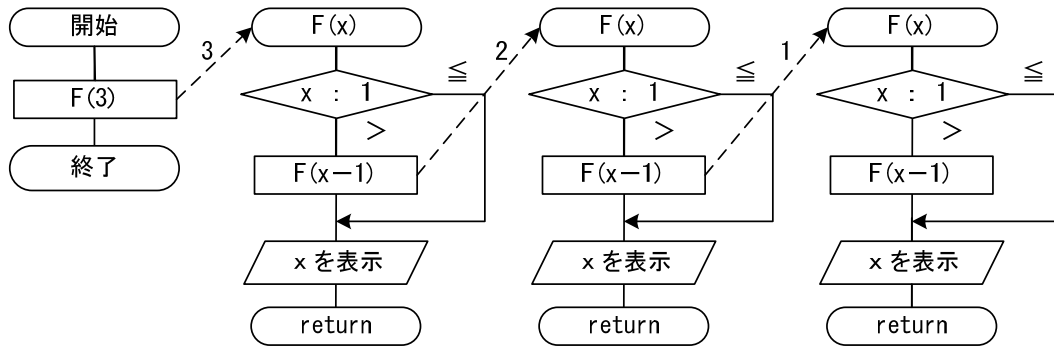 開始
F(3)
終了
3
F(x)
x : 1
≦
>
F(x−1)
xを表示
return
2
F(x)
x : 1
≦
>
F(x−1)
xを表示
return
1
F(x)
x : 1
≦
>
F(x−1)
xを表示
return